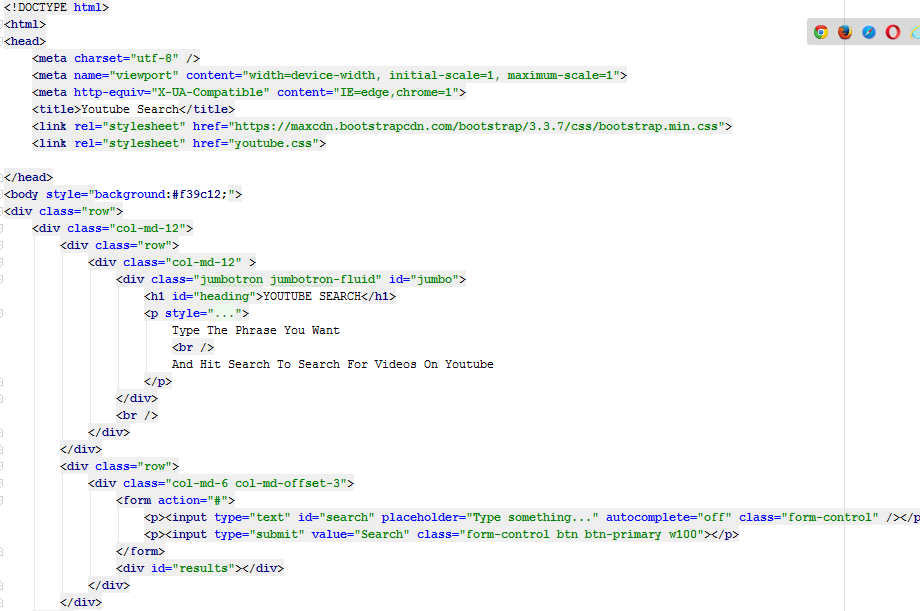 <!DOCTYPE html>
<html>
<head>
    <meta charset="utf-8" />
    <meta name="viewport" content="width=device-width, initial-scale=1, maximum-scale=1">
    <meta http-equiv="X-UA-Compatible" content="IE=edge,chrome=1">
    <title>Youtube Search</title>
    <link rel="stylesheet" href="https://maxcdn.bootstrapcdn.com/bootstrap/3.3.7/css/bootstrap.min.css">
    <link rel="stylesheet" href="youtube.css">
</head>
<body style="background:#f39c12;">
<div class="row">
    <div class="col-md-12">
        <div class="row">
            <div class="col-md-12" >
                <div class="jumbotron jumbotron-fluid" id="jumbo">
                    <h1 id="heading">YOUTUBE SEARCH</h1>
                    <p style="...">
                        Type The Phrase You Want
                        <br />
                        And Hit Search To Search For Videos On Youtube
                    </p>
                </div>
                <br />
            </div>
        </div>
        <div class="row">
            <div class="col-md-6 col-md-offset-3">
                <form action="#">
                    <p><input type="text" id="search" placeholder="Type something..." autocomplete="off" class="form-control" /></p
                    <p><input type="submit" value="Search" class="form-control btn btn-primary w100"></p>
                </form>
                <div id="results"></div>
            </div>
        </div>